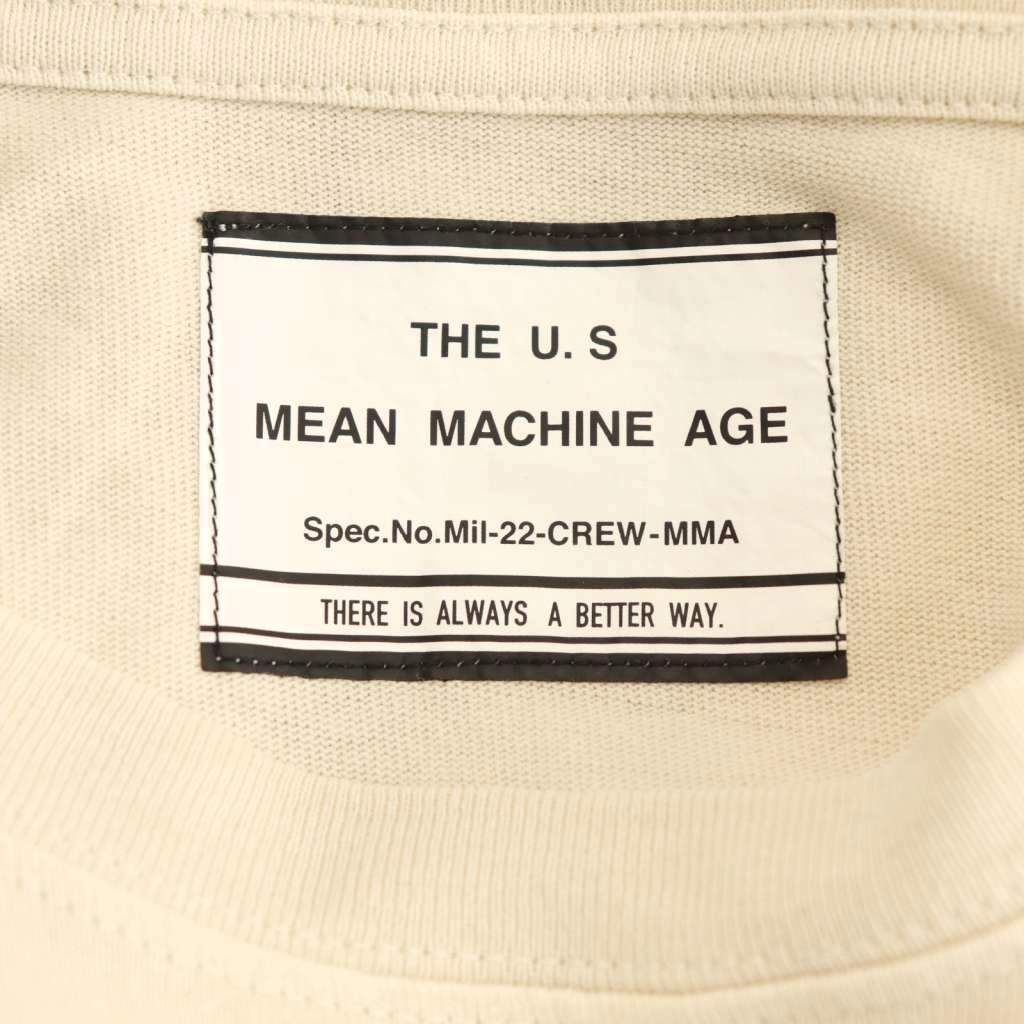 THE U. S
MEAN MACHINE AGE
Spec.No.Mil-22-CREW-MMA
THERE IS ALWAYS A BETTER WAY.